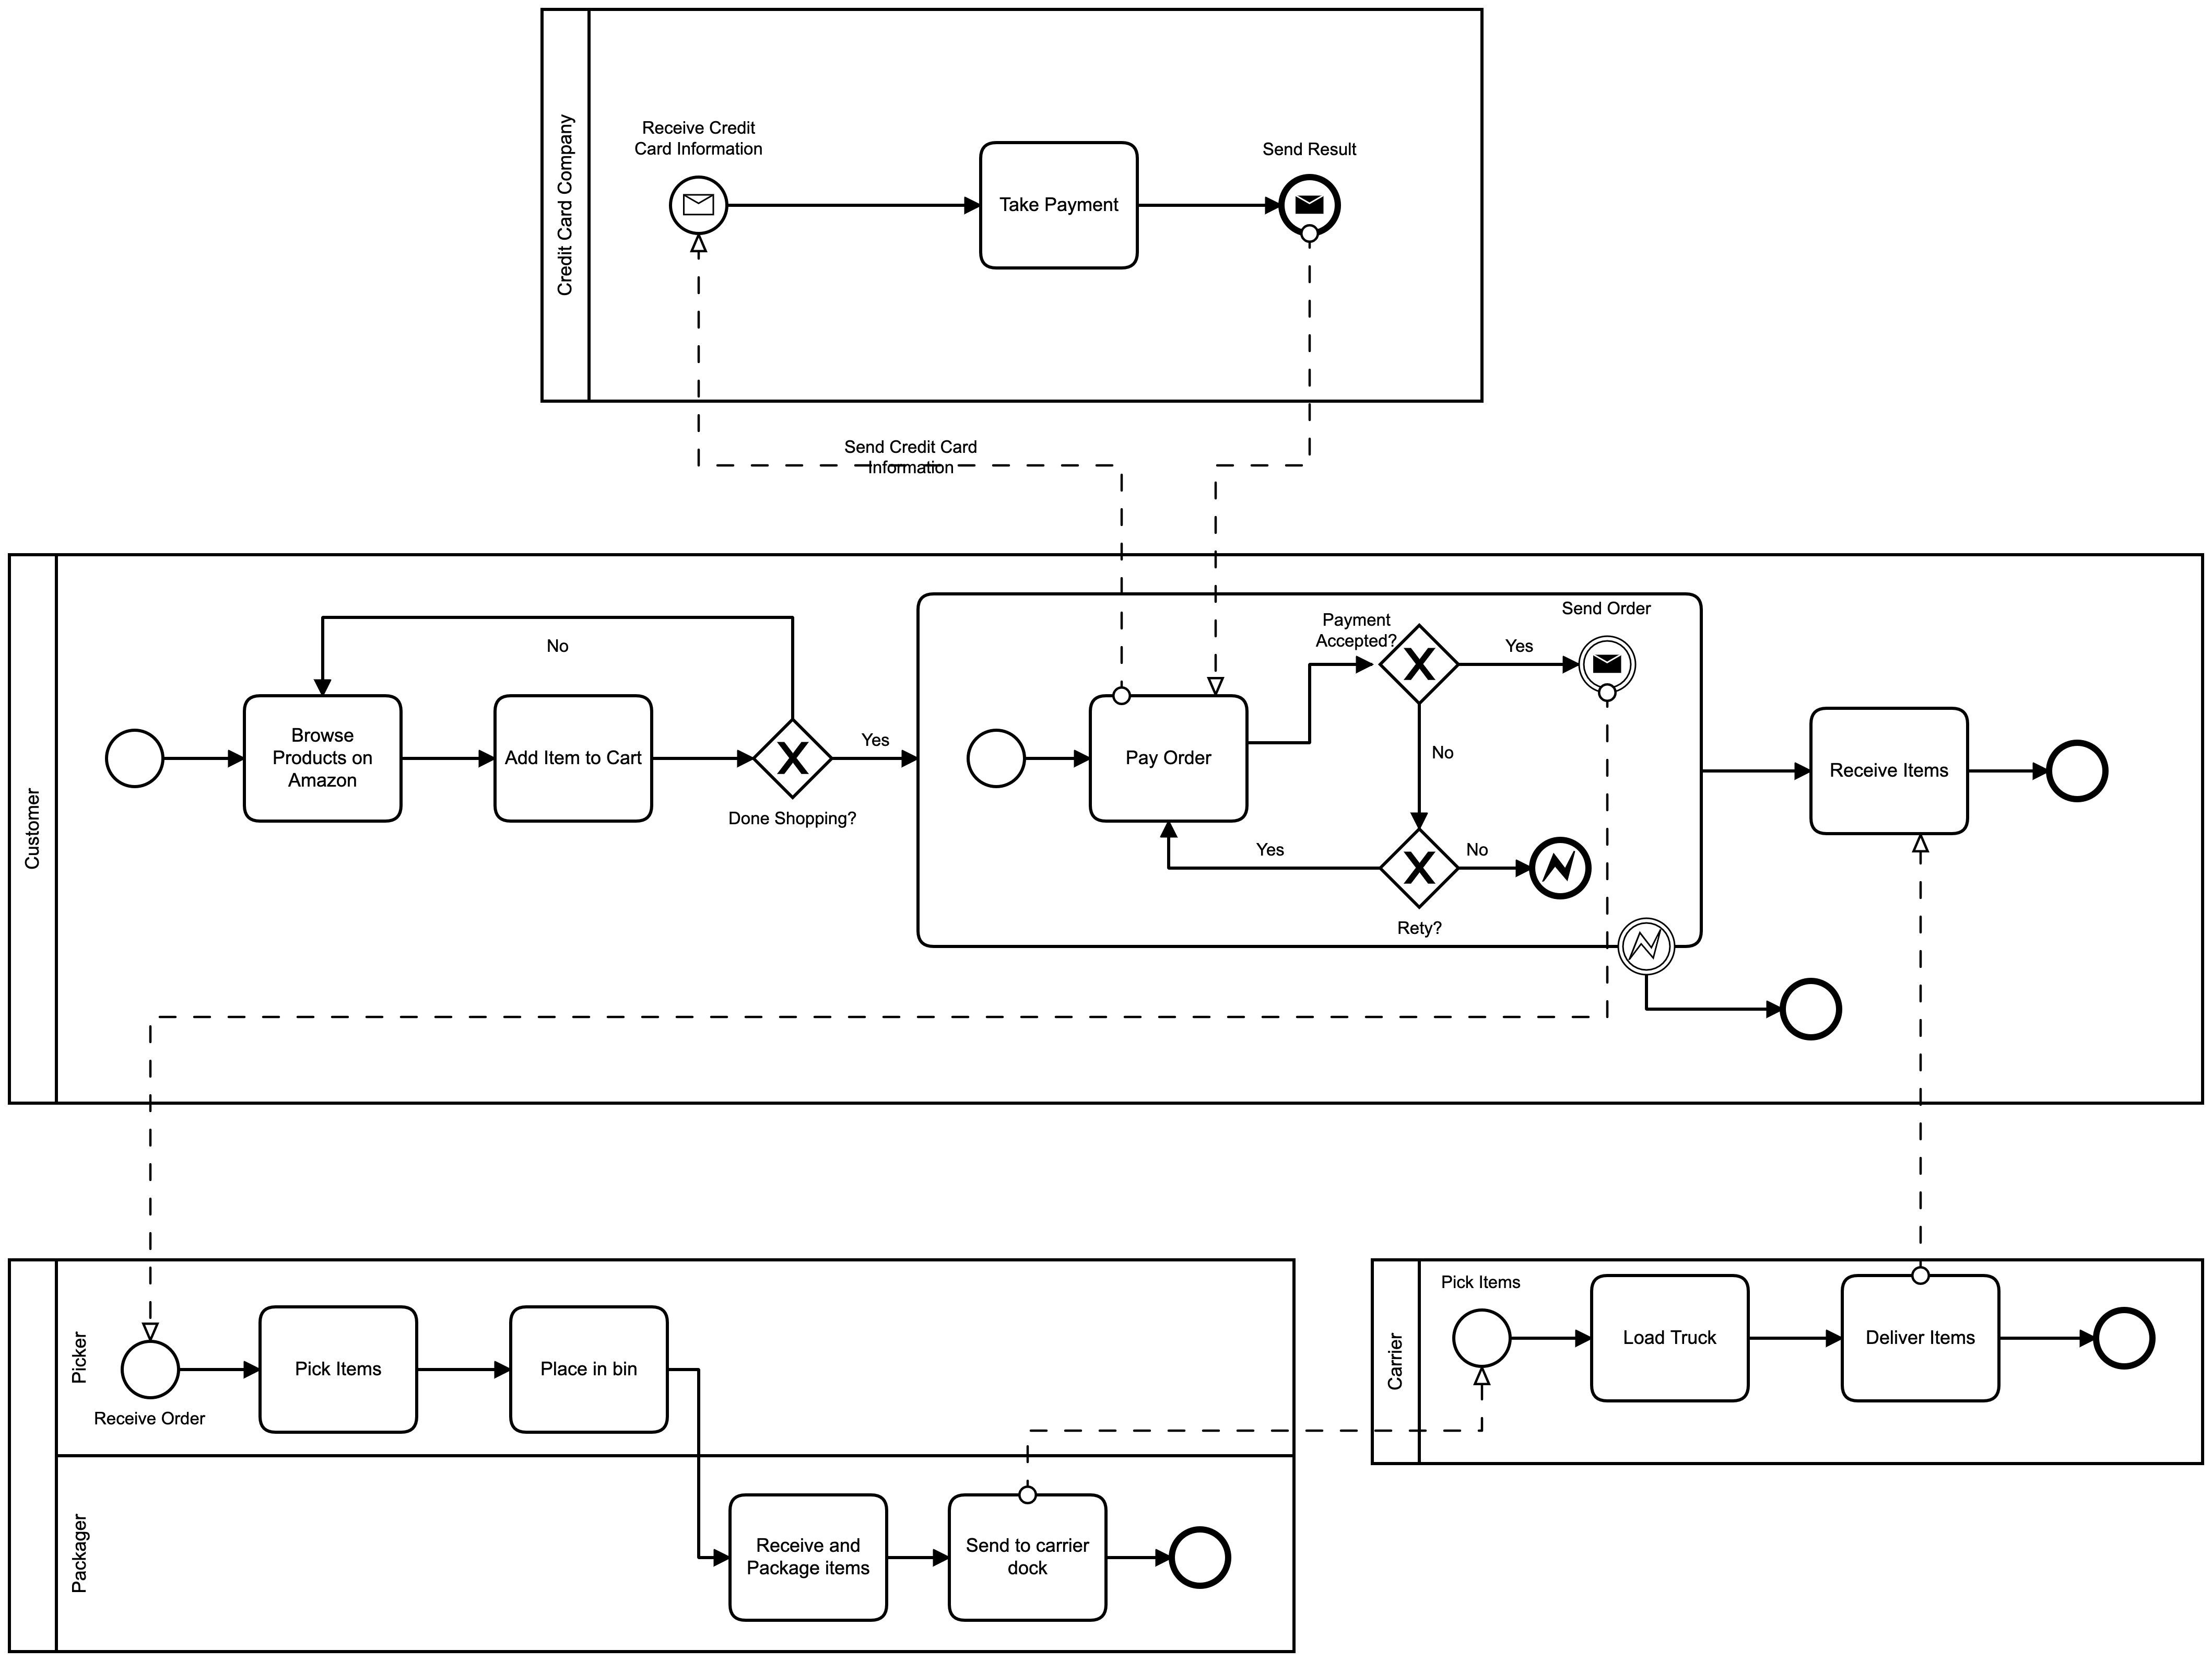 Credit Card Company
Receive Credit
Card Information
Take Payment
Send Result
Send Credit Card
Information
Customer
No
Browse
Products on
Amazon
Add Item to Cart
Done Shopping?
Yes
Pay Order
Payment
Accepted?
Yes
Send Order
No
Yes
No
Rety?
Receive Items
Picker
Receive Order
Pick Items
Place in bin
Packager
Receive and
Package items
Send to carrier
dock
Carrier
Pick Items
Load Truck
Deliver Items